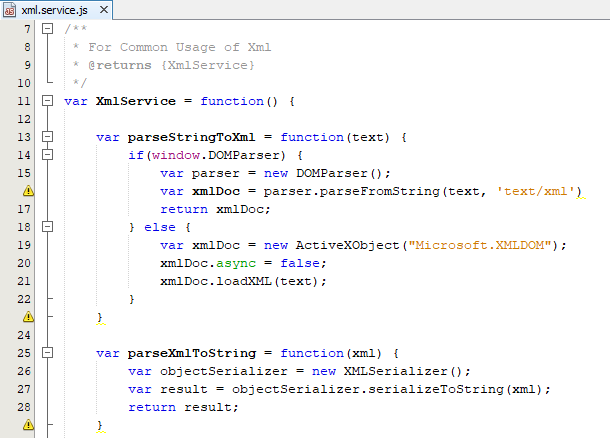 xml.service.js
7 /**
8 * For Common Usage of Xml
9 * @returns {XmlService}
10 */
11 var XmlService = function() {
12
13 var parseStringToXml = function(text) {
14 if(window.DOMParser) {
15 var parser = new DOMParser();
var xmlDoc = parser.parseFromString(text, 'text/xml')
17 return xmlDoc;
18 } else {
19 var xmlDoc = new ActiveXObject("Microsoft.XMLDOM");
20 xmlDoc.async = false;
21 xmlDoc.loadXML(text);
22 }
}
24
25 var parseXmlToString = function(xml) {
26 var objectSerializer = new XMLSerializer();
27 var result = objectSerializer.serializeToString(xml);
28 return result;
}